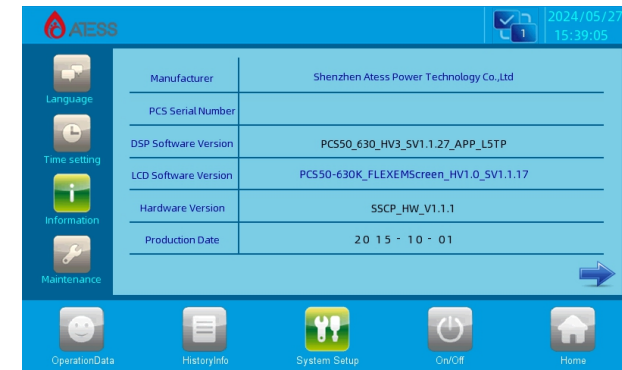 ATESS
1
2024/05/27
15:39:05
Language
Time setting
Information
Maintenance
Manufacturer Shenzhen Atess Power Technology Co.,Ltd
PCS Serial Number
DSP Software Version PCS50_630_HV3_SV1.1.27_APP_L5TP
LCD Software Version PCS50-630K_FLEXEMScreen_HV1.0_SV1.1.17
Hardware Version SSCP_HW_V1.1.1
Production Date 20 15 - 10 - 01
OperationData HistoryInfo System Setup On/Off Home